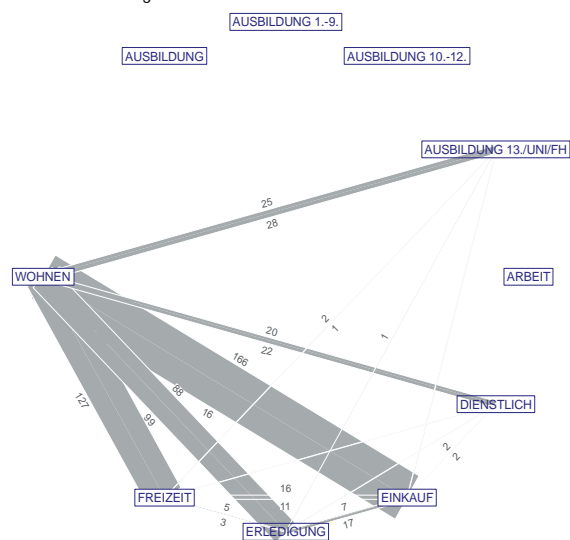 AUSBILDUNG 1.-9.
AUSBILDUNG
AUSBILDUNG 10.-12.
AUSBILDUNG 13./UNI/FH
25
28
WOHNEN
ARBEIT
2
1
1
20
22
166
88
127
16
99
DIENSTLICH
2
2
16
FREIZEIT
EINKAUF
5
11
7
3
17
ERLEDIGUNG